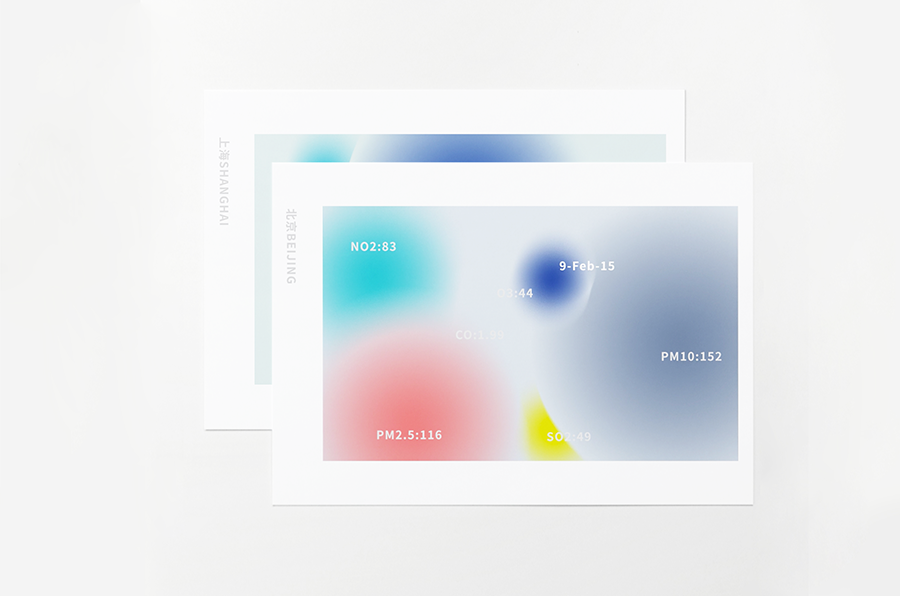 上海SHANGHAI
北京BEIJING
NO2:83
9-Feb-15
O3:44
PM10:152
PM2.5:116
SO2:49